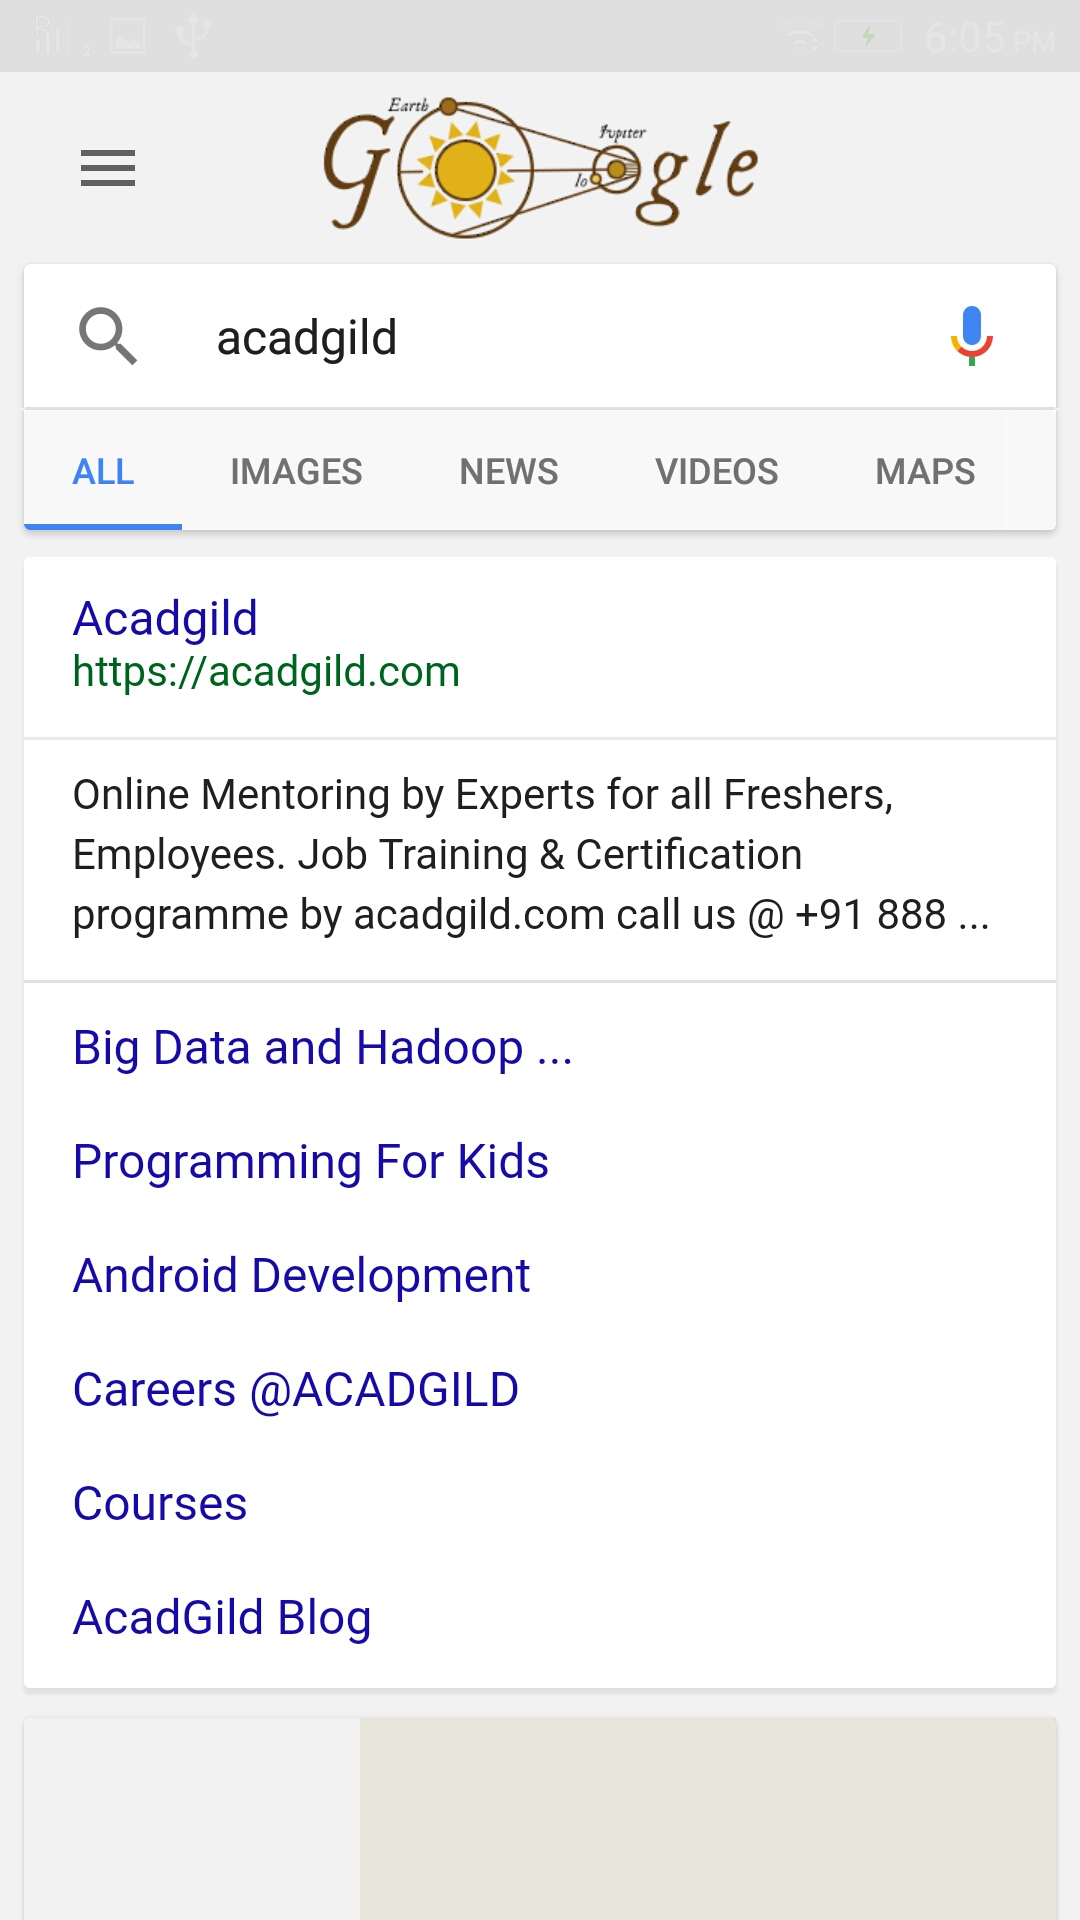 2 6:05 PM
Earth
Jupiter
Io
Google
acadgild
ALL IMAGES NEWS VIDEOS MAPS
Acadgild
https://acadgild.com
Online Mentoring by Experts for all Freshers,
Employees. Job Training & Certification
programme by acadgild.com call us @ +91 888 ...
Big Data and Hadoop ...
Programming For Kids
Android Development
Careers @ACADGILD
Courses
AcadGild Blog